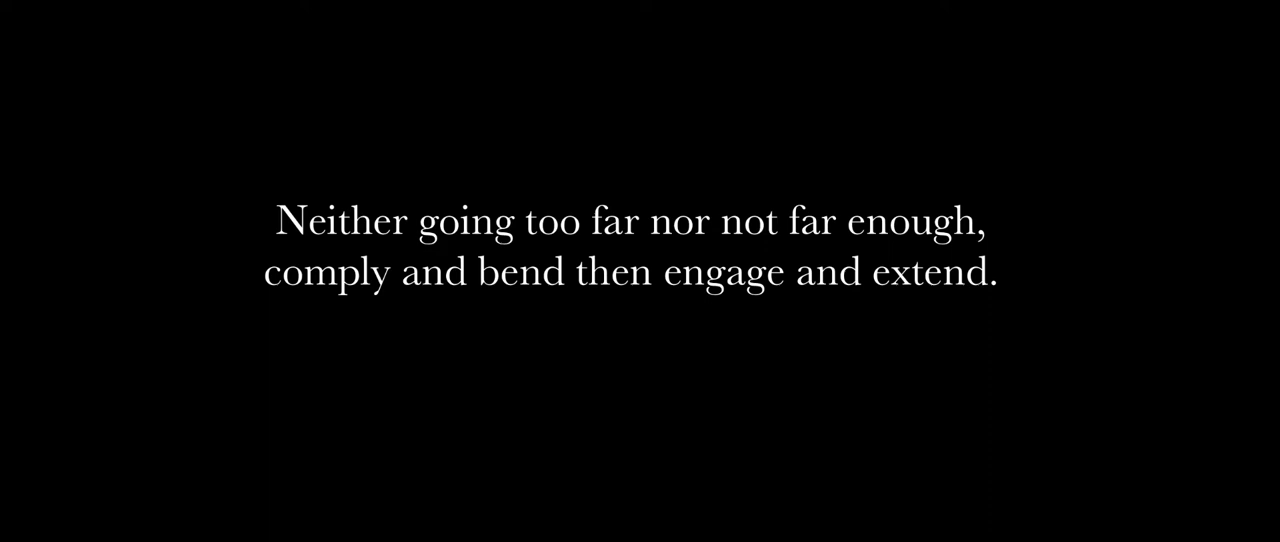 Neither going too far nor not far enough,
comply and bend then engage and extend.